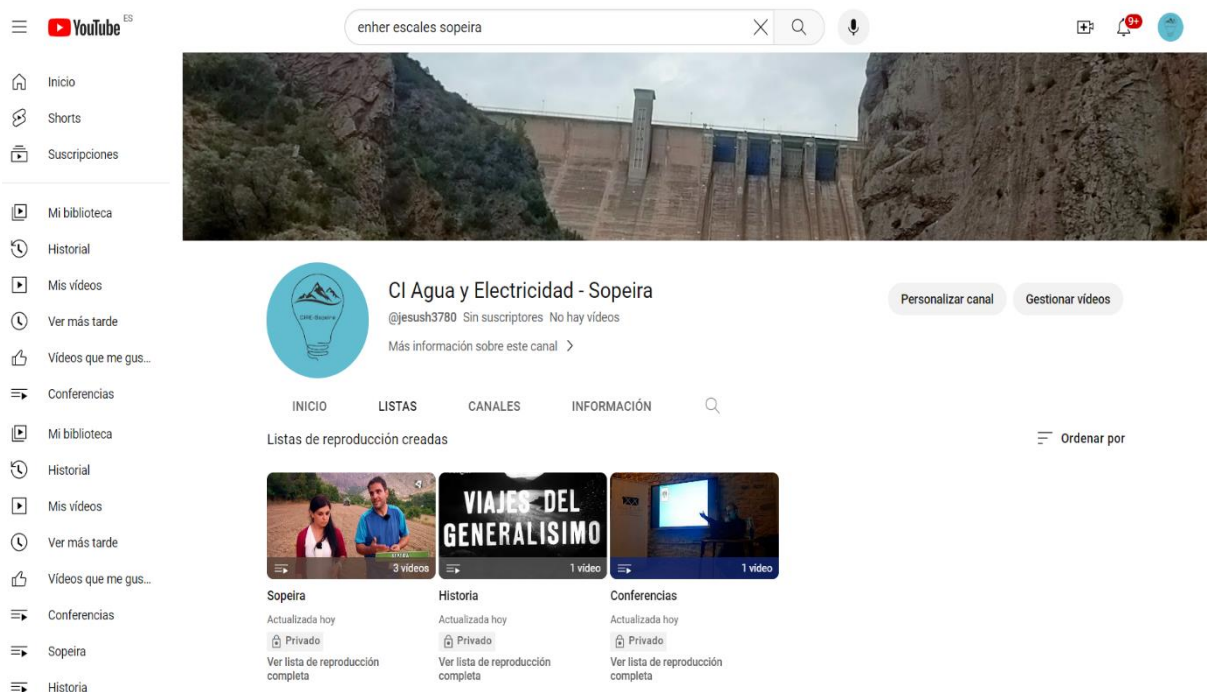 YouTube ES
enher escales sopeira
9+
Inicio
Shorts
Suscripciones
Mi biblioteca
Historial
Mis vídeos
Ver más tarde
Vídeos que me gus...
Conferencias
Mi biblioteca
Historial
Mis vídeos
Ver más tarde
Vídeos que me gus...
Conferencias
Sopeira
Historia
CI Agua y Electricidad - Sopeira
@jesush3780 Sin suscriptores No hay vídeos
Más información sobre este canal
Personalizar canal
Gestionar vídeos
INICIO LISTAS CANALES INFORMACIÓN
Listas de reproducción creadas
Ordenar por
3 vídeos
Sopeira
Actualizada hoy
Privado
Ver lista de reproducción
completa
VIAJES DEL
GENERALISIMO
1 vídeo
Historia
Actualizada hoy
Privado
Ver lista de reproducción
completa
1 vídeo
Conferencias
Actualizada hoy
Privado
Ver lista de reproducción
completa